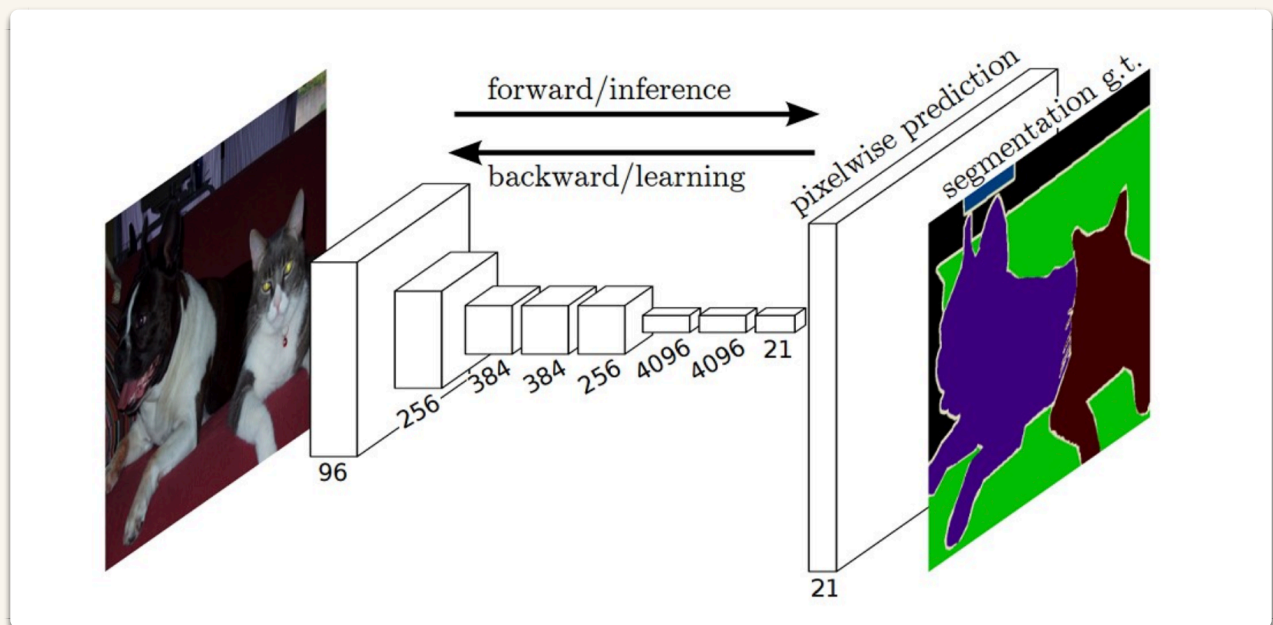 forward/inference
backward/learning
pixelwise prediction
segmentation g.t.
96
256
384
384
256
4096
4096
21
21